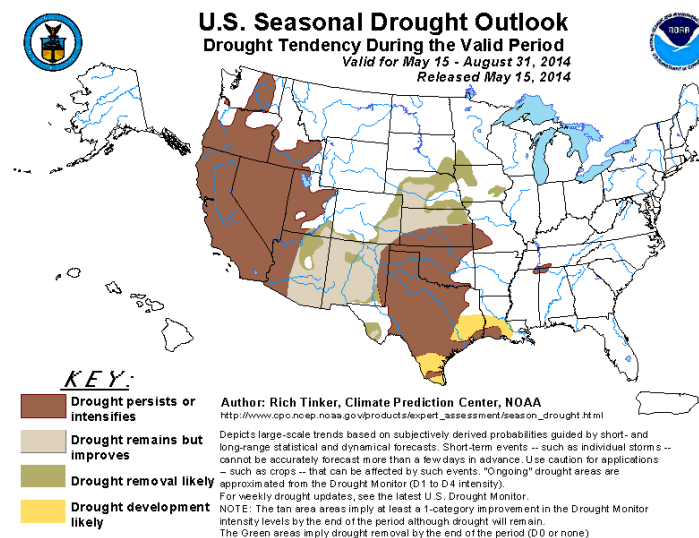 U.S. Seasonal Drought Outlook
Drought Tendency During the Valid Period
Valid for May 15 - August 31, 2014
Released May 15, 2014
NOAA
KEY:
Drought persists or
intensifies
Drought remains but
improves
Drought removal likely
Drought development
likely
Author: Rich Tinker, Climate Prediction Center, NOAA
http://www.cpc.ncep.noaa.gov/products/expert_assessment/season_drought.html
Depicts large-scale trends based on subjectively derived probabilities guided by short- and
long-range statistical and dynamical forecasts. Short-term events -- such as individual storms --
cannot be accurately forecast more than a few days in advance. Use caution for applications
-- such as crops -- that can be affected by such events. "Ongoing" drought areas are
approximated from the Drought Monitor (D1 to D4 intensity).
For weekly drought updates, see the latest U.S. Drought Monitor.
NOTE: The tan area areas imply at least a 1-category improvement in the Drought Monitor
intensity levels by the end of the period although drought will remain.
The Green areas imply drought removal by the end of the period (D0 or none)